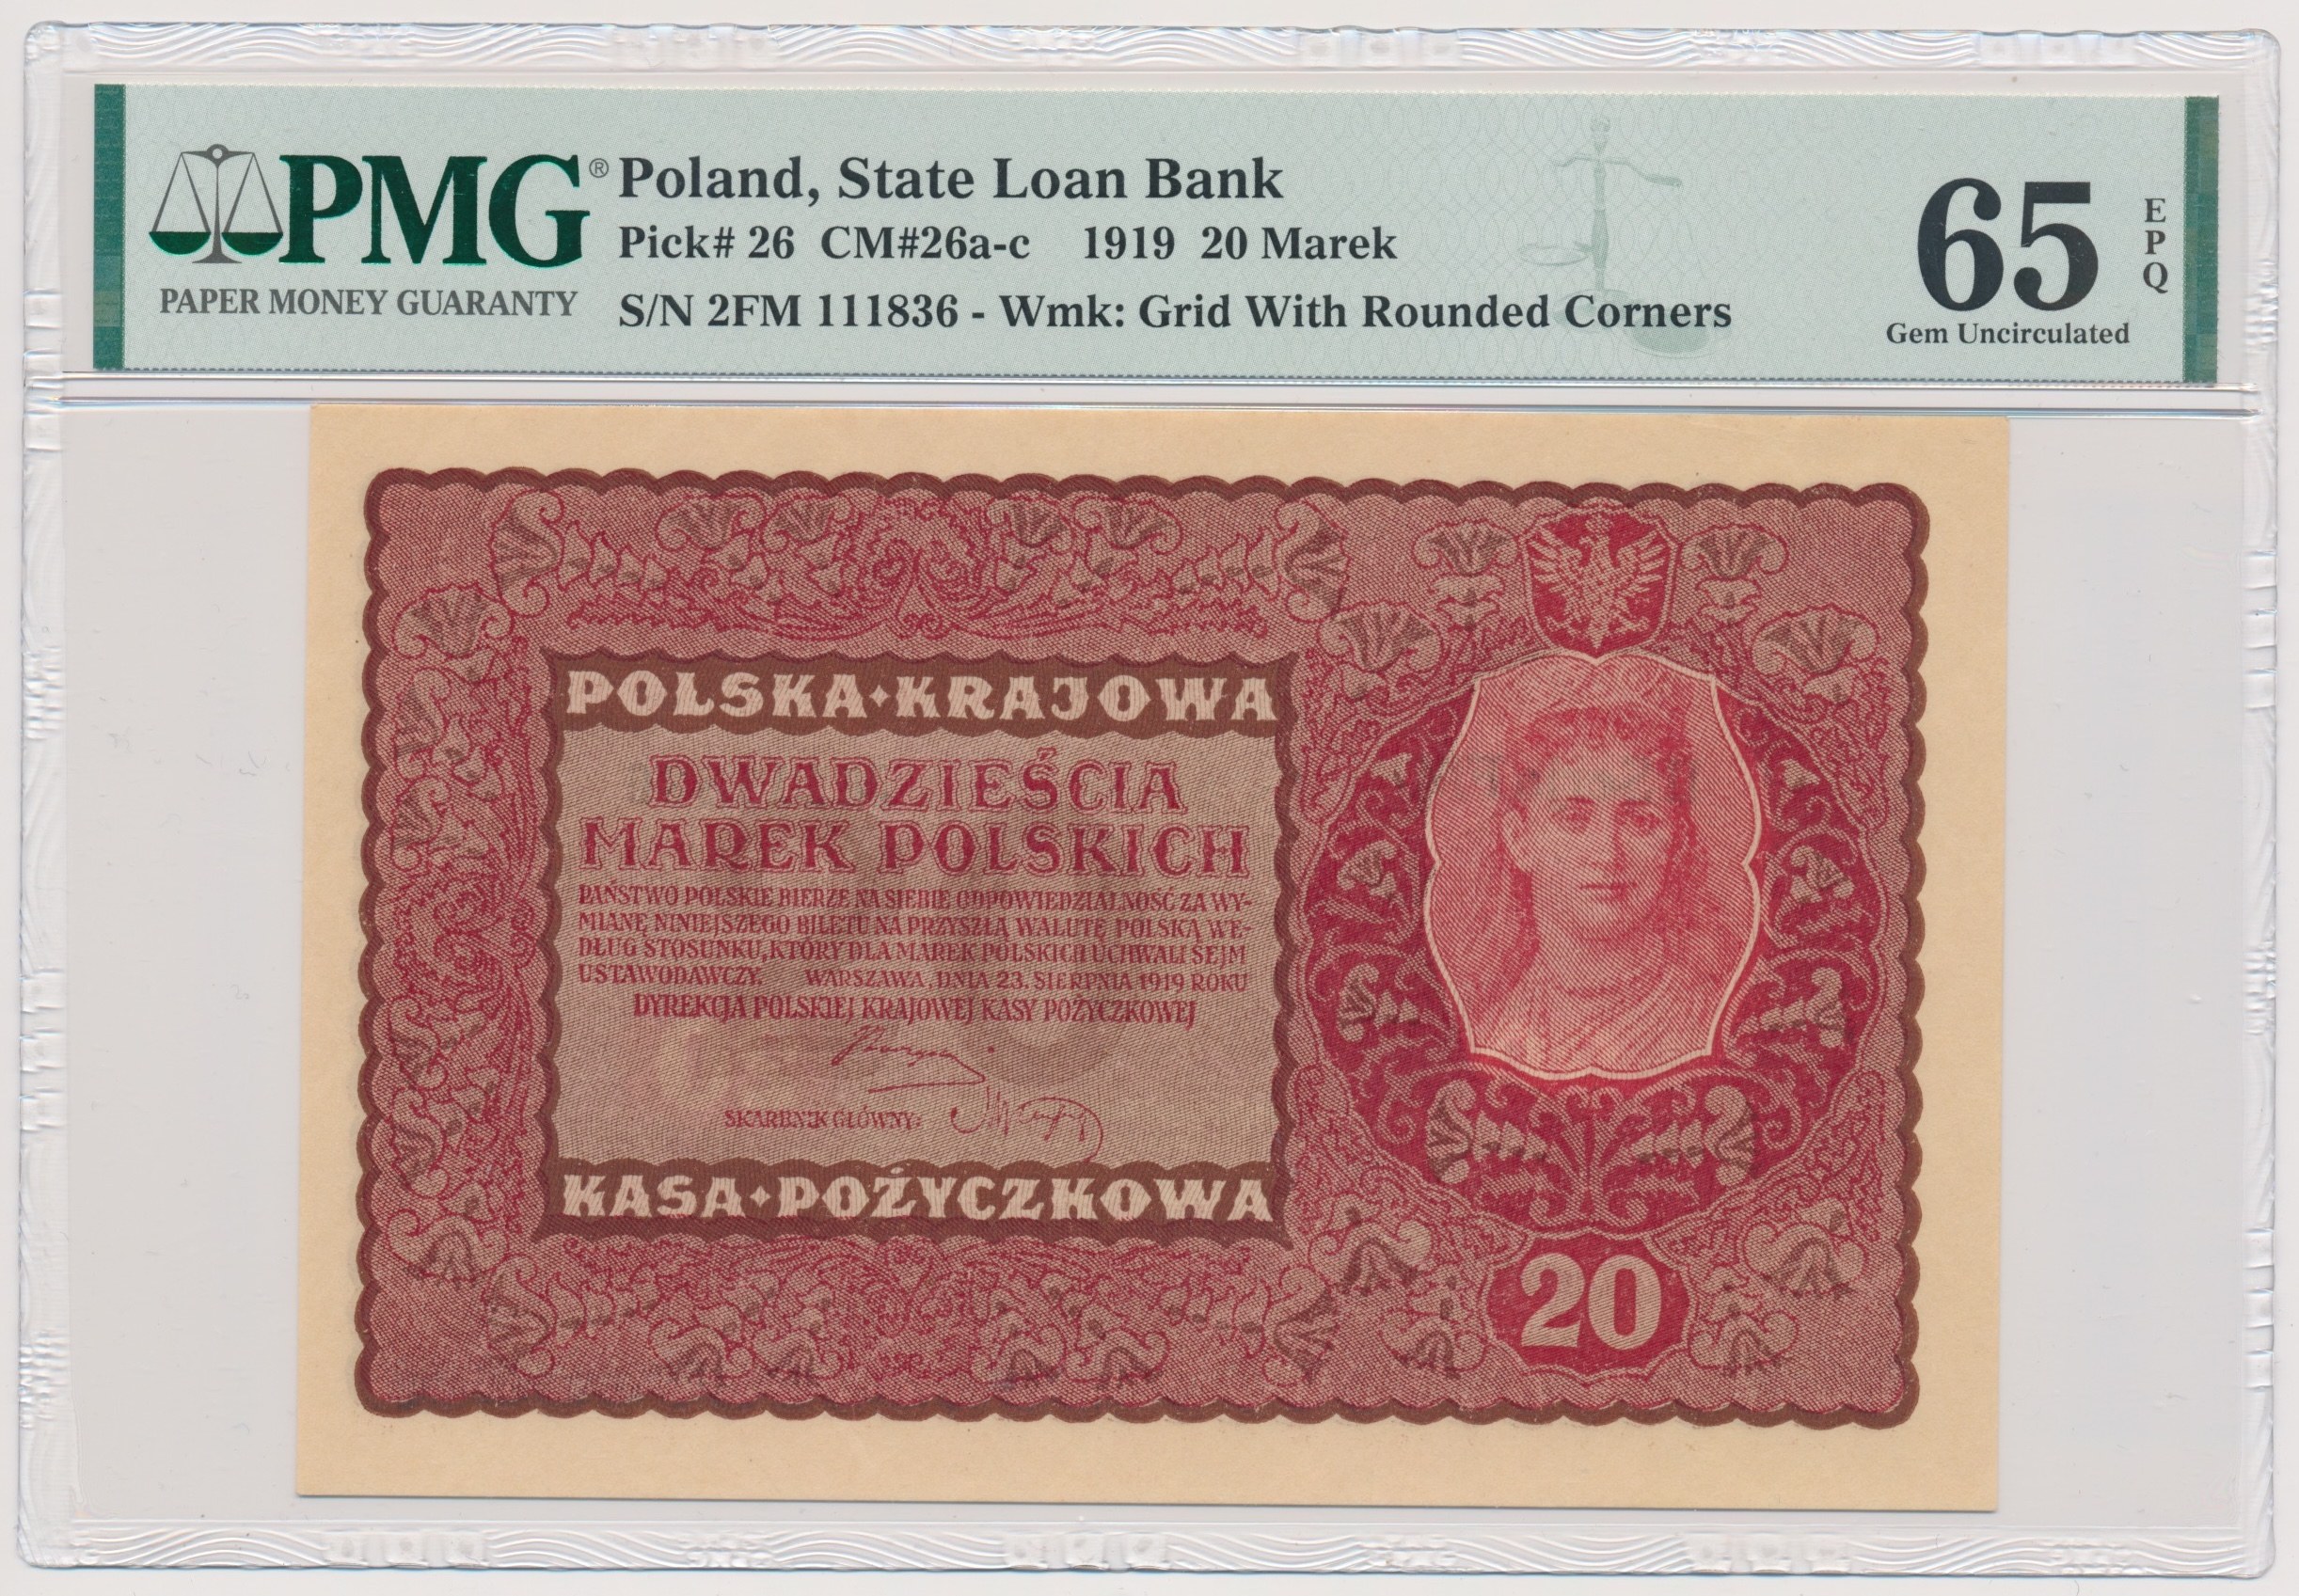 PMG®
PAPER MONEY GUARANTY
Poland, State Loan Bank
Pick# 26 CM#26a-c 1919 20 Marek
S/N 2FM 111836 - Wmk: Grid With Rounded Corners
65
EPQ
Gem Uncirculated
POLSKA·KRAJOWA
DWADZIEŚCIA
MAREK POLSKICH
PAŃSTWO POLSKIE BIERZE NA SIEBIE ODPOWIEDZIALNOŚĆ ZA WY-
MIANĘ NINIEJSZEGO BILETU NA PRZYSZŁĄ WALUTĘ POLSKĄ WE-
DŁUG STOSUNKU, KTÓRY DLA MAREK POLSKICH UCHWALI SEJM
USTAWODAWCZY. WARSZAWA, DNIA 23. SIERPNIA 1919 ROKU
DYREKCJA POLSKIEJ KRAJOWEJ KASY POŻYCZKOWEJ
SKARBNIK GŁÓWNY:
KASA·POŻYCZKOWA
20